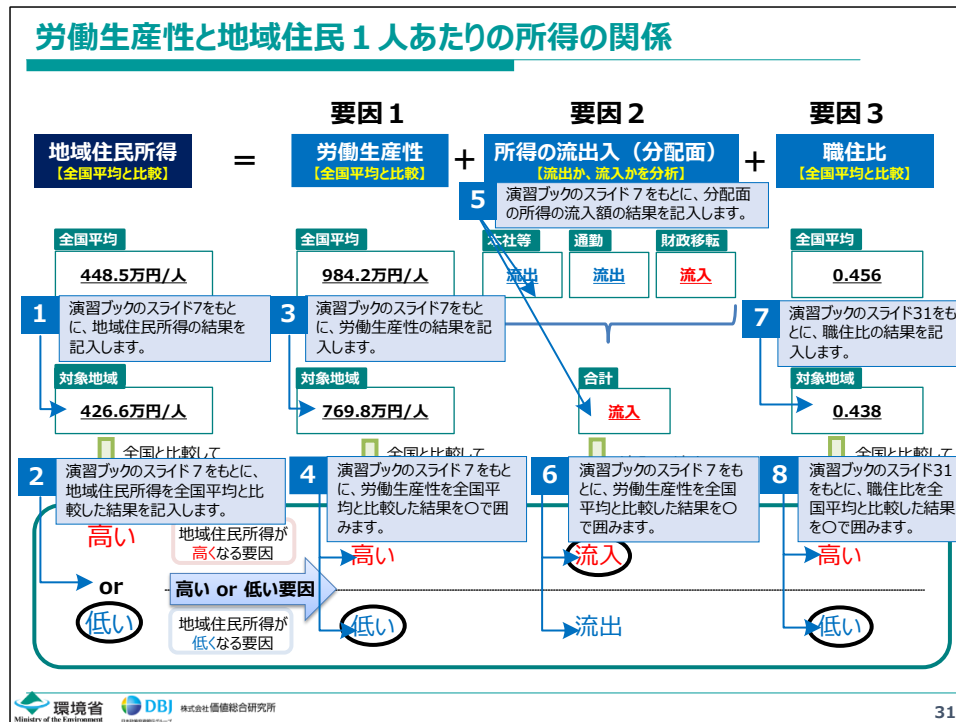 労働生産性と地域住民１人あたりの所得の関係
要因１
要因２
要因３
地域住民所得
【全国平均と比較】
＝
労働生産性
【全国平均と比較】
＋
所得の流出入（分配面）
【流出か、流入かを分析】
＋
職住比
【全国平均と比較】
5
演習ブックのスライド７をもとに、分配面
の所得の流入額の結果を記入します。
全国平均
448.5万円/人
全国平均
984.2万円/人
本社等
流出
通勤
流出
財政移転
流入
全国平均
0.456
1
演習ブックのスライド7をもと
に、地域住民所得の結果を
記入します。
3
演習ブックのスライド7をもと
に、労働生産性の結果を記
入します。
7
演習ブックのスライド31をも
とに、職住比の結果を記
入します。
対象地域
426.6万円/人
対象地域
769.8万円/人
合計
流入
対象地域
0.438
全国と比較して
全国と比較して
全国と比較して
2
演習ブックのスライド７をもとに、
地域住民所得を全国平均と比
較した結果を記入します。
4
演習ブックのスライド７をもと
に、労働生産性を全国平
均と比較した結果を〇で囲
みます。
6
演習ブックのスライド７をも
とに、労働生産性を全国
平均と比較した結果を〇
で囲みます。
8
演習ブックのスライド31
をもとに、職住比を全
国平均と比較した結果
を〇で囲みます。
高い
or
低い
地域住民所得が
高くなる要因
高い or 低い要因
地域住民所得が
低くなる要因
高い
低い
流入
流出
高い
低い
環境省
Ministry of the Environment
DBJ
株式会社価値総合研究所
31